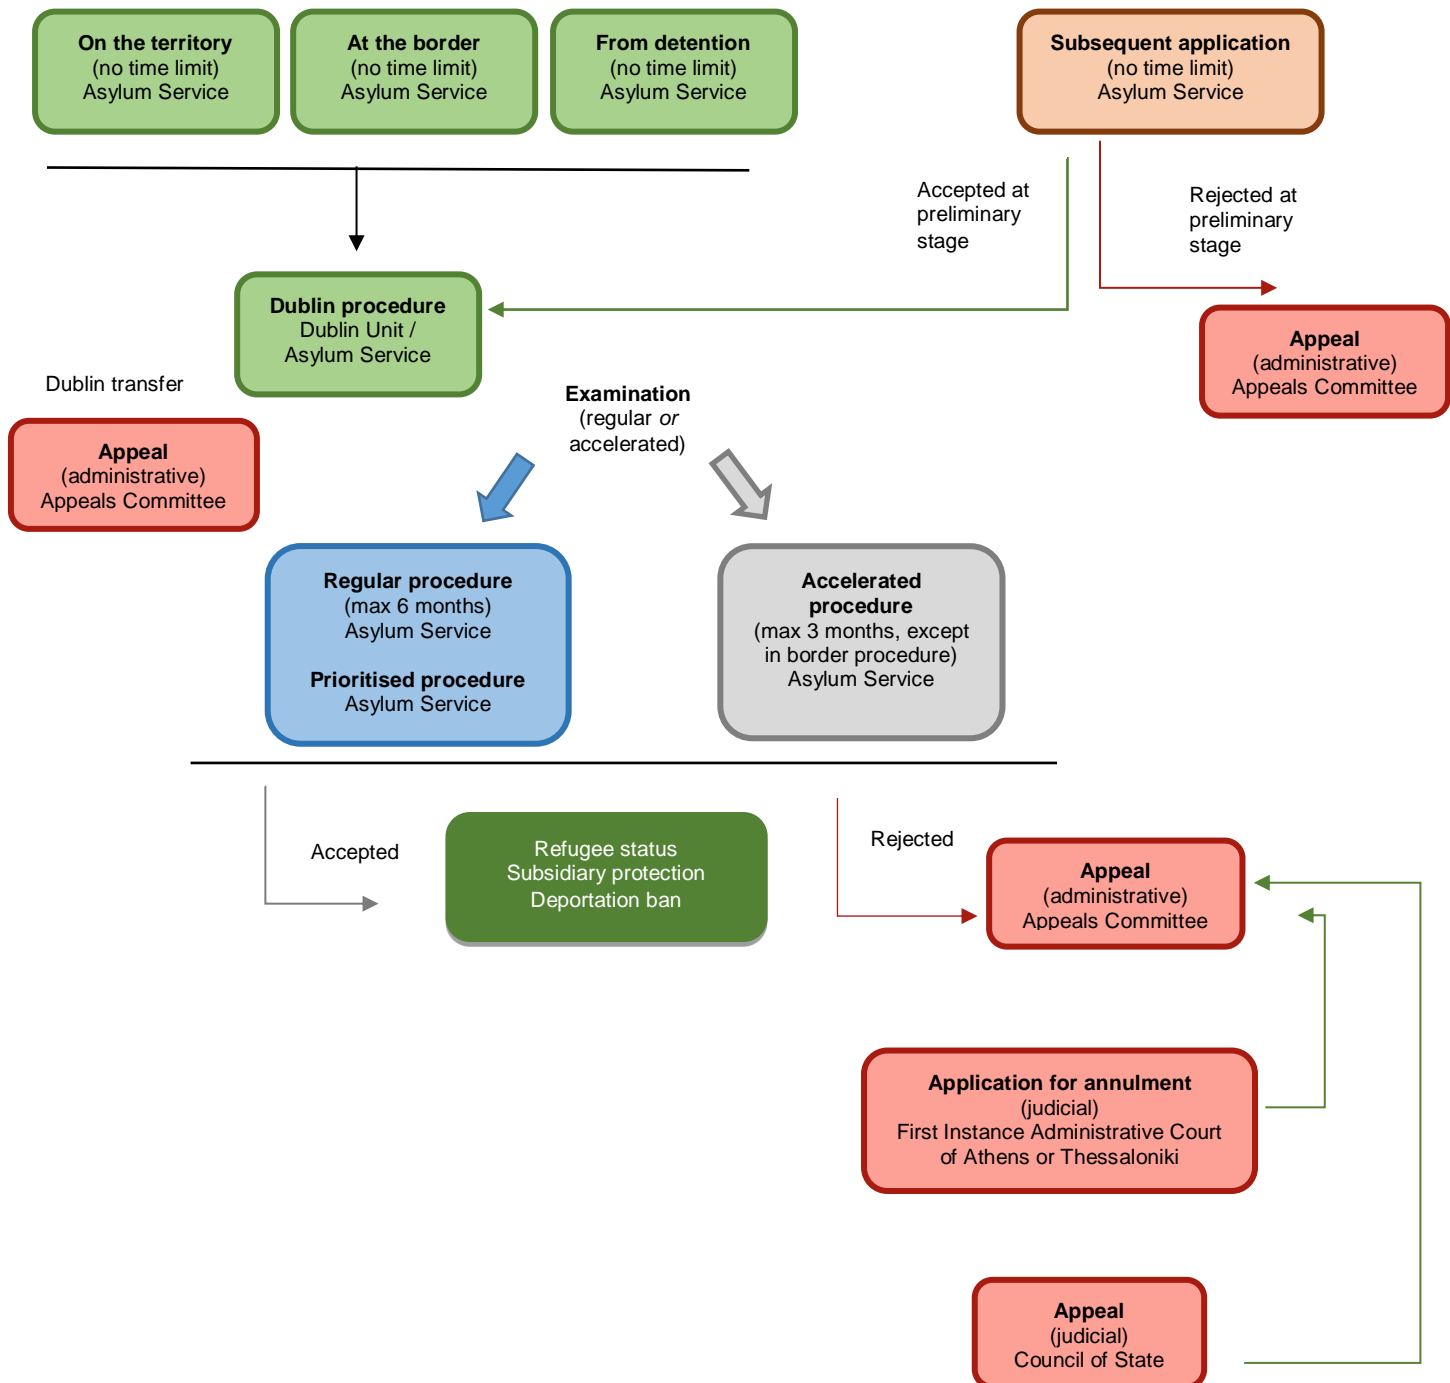 On the territory
(no time limit)
Asylum Service
At the border
(no time limit)
Asylum Service
From detention
(no time limit)
Asylum Service
Subsequent application
(no time limit)
Asylum Service
Accepted at
preliminary
stage
Rejected at
preliminary
stage
Dublin procedure
Dublin Unit /
Asylum Service
Appeal
(administrative)
Appeals Committee
Dublin transfer
Examination
(regular or
accelerated)
Appeal
(administrative)
Appeals Committee
Regular procedure
(max 6 months)
Asylum Service
Prioritised procedure
Asylum Service
Accelerated
procedure
(max 3 months, except
in border procedure)
Asylum Service
Accepted
Refugee status
Subsidiary protection
Deportation ban
Rejected
Appeal
(administrative)
Appeals Committee
Application for annulment
(judicial)
First Instance Administrative Court
of Athens or Thessaloniki
Appeal
(judicial)
Council of State